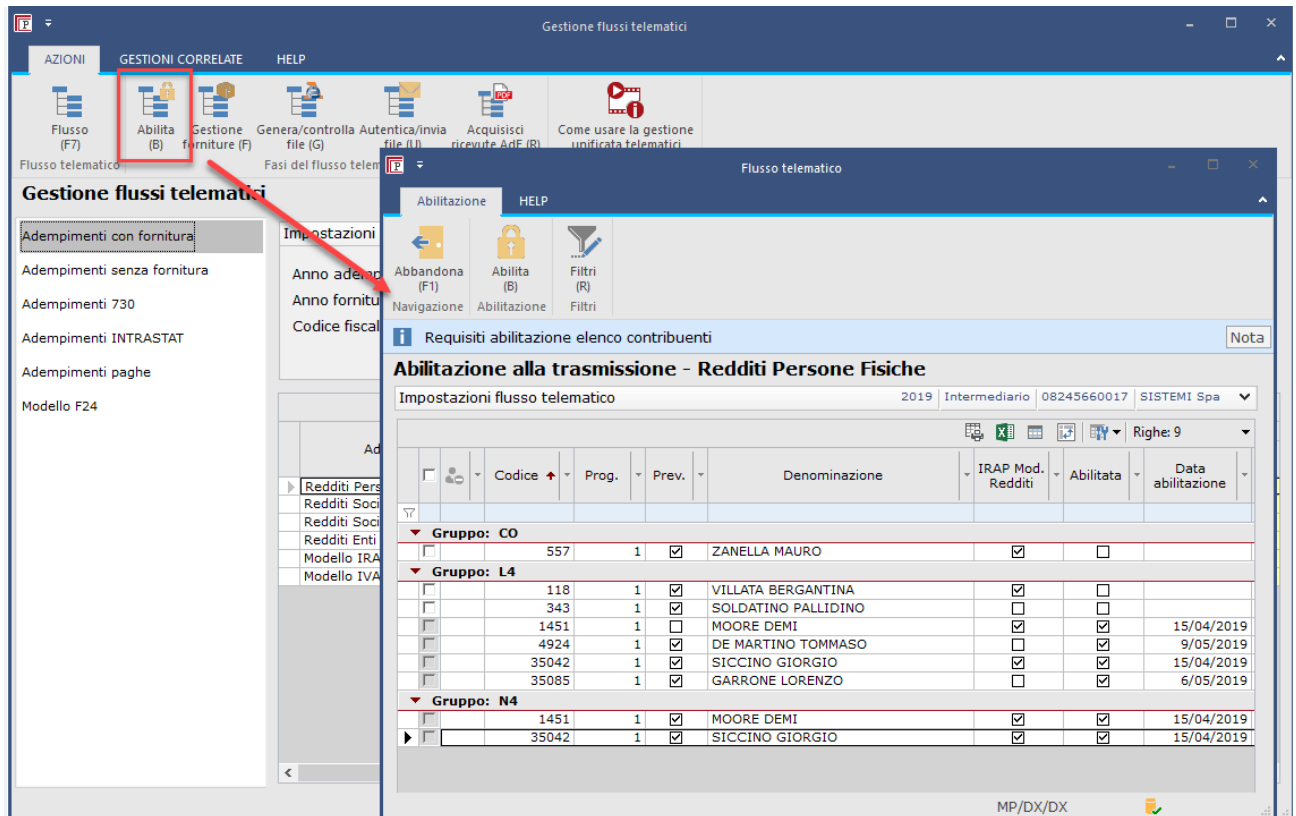 Gestione flussi telematici
AZIONI GESTIONI CORRELATE HELP
Flusso (F7)
Abilita (B)
Gestione forniture (F)
Genera/controlla file (G)
Autentica/invia file (U)
Acquisisci ricevute AdE (R)
Come usare la gestione unificata telematici
Flusso telematico
Fasi del flusso telem
Gestione flussi telematici
Adempimenti con fornitura
Adempimenti senza fornitura
Adempimenti 730
Adempimenti INTRASTAT
Adempimenti paghe
Modello F24
Impostazioni
Anno ademp
Anno fornitu
Codice fiscal
Ad
Redditi Pers
Redditi Soci
Redditi Soci
Redditi Enti
Modello IRA
Modello IVA
Flusso telematico
Abilitazione HELP
Abbandona (F1)
Abilita (B)
Filtri (R)
Navigazione Abilitazione Filtri
Requisiti abilitazione elenco contribuenti Nota
Abilitazione alla trasmissione - Redditi Persone Fisiche
Impostazioni flusso telematico 2019 Intermediario 08245660017 SISTEMI Spa
Righe: 9
Codice Prog. Prev. Denominazione IRAP Mod. Redditi Abilitata Data abilitazione
Gruppo: CO
557 1 ZANELLA MAURO
Gruppo: L4
118 1 VILLATA BERGANTINA
343 1 SOLDATINO PALLIDINO
1451 1 MOORE DEMI 15/04/2019
4924 1 DE MARTINO TOMMASO 9/05/2019
35042 1 SICCINO GIORGIO 15/04/2019
35085 1 GARRONE LORENZO 6/05/2019
Gruppo: N4
1451 1 MOORE DEMI 15/04/2019
35042 1 SICCINO GIORGIO 15/04/2019
MP/DX/DX